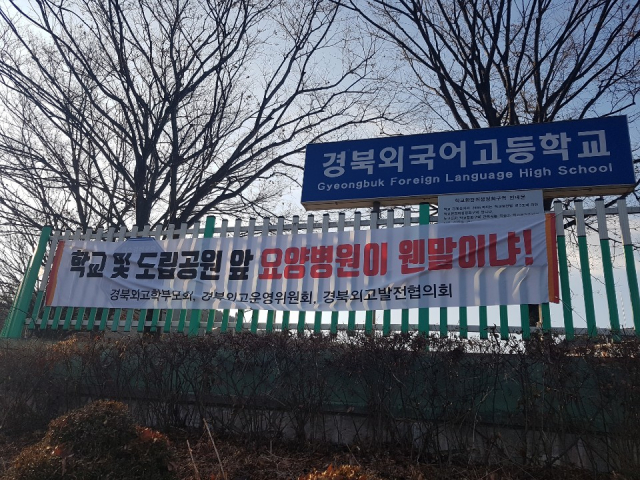 경북외국어고등학교
Gyeongbuk Foreign Language High School
학교 및 도립공원 앞 요양병원이 웬말이냐!
경북외고학부모회, 경북외고운영위원회, 경북외고발전협의회